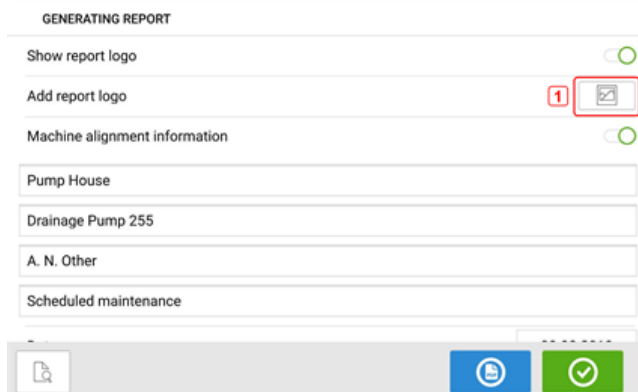 GENERATING REPORT
Show report logo
Add report logo 1
Machine alignment information
Pump House
Drainage Pump 255
A. N. Other
Scheduled maintenance